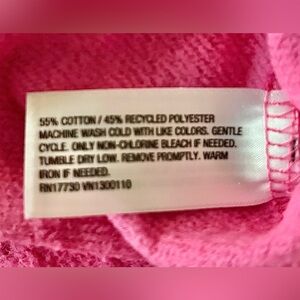 55% COTTON / 45% RECYCLED POLYESTER
MACHINE WASH COLD WITH LIKE COLORS. GENTLE
CYCLE. ONLY NON-CHLORINE BLEACH IF NEEDED.
TUMBLE DRY LOW. REMOVE PROMPTLY. WARM
IRON IF NEEDED.
RN17730 VN1300110